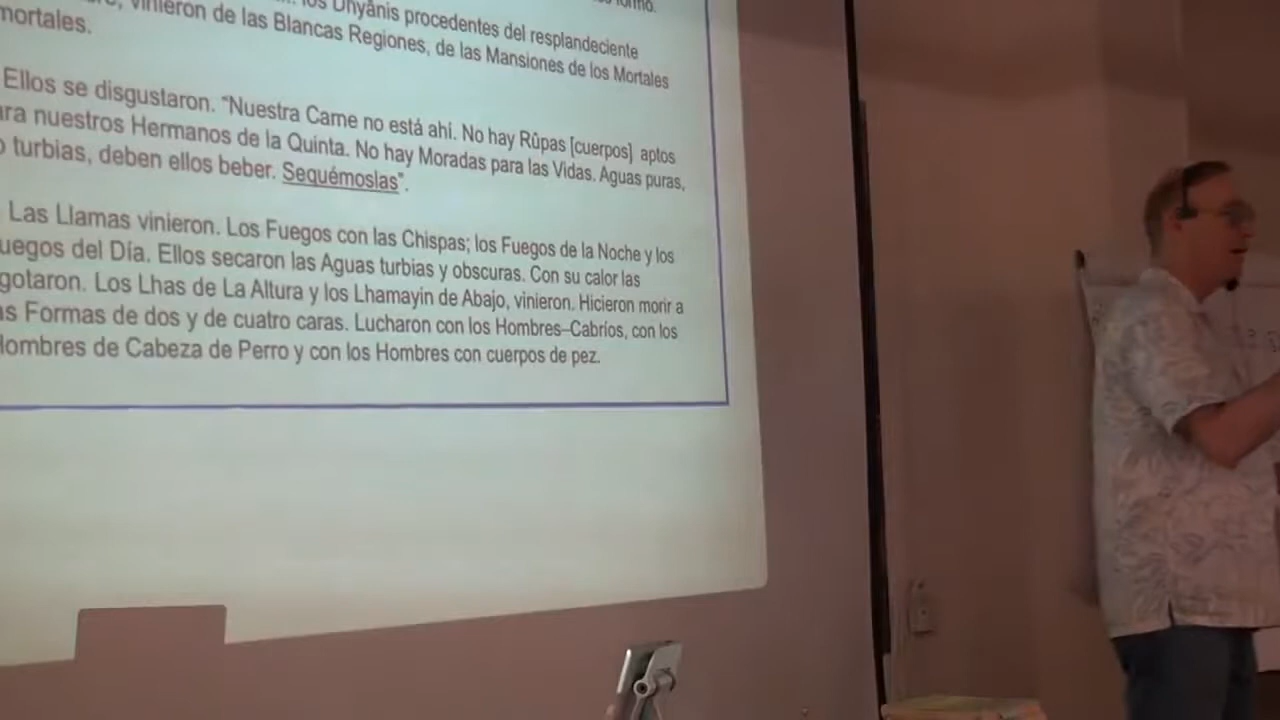 los Dhyânis procedentes del resplandeciente
vinieron de las Blancas Regiones, de las Mansiones de los Mortales
mortales.
Ellos se disgustaron. “Nuestra Carne no está ahí. No hay Rûpas [cuerpos] aptos
ara nuestros Hermanos de la Quinta. No hay Moradas para las Vidas. Aguas puras,
o turbias, deben ellos beber. Sequémoslas”.
Las Llamas vinieron. Los Fuegos con las Chispas; los Fuegos de la Noche y los
uegos del Día. Ellos secaron las Aguas turbias y obscuras. Con su calor las
gotaron. Los Lhas de La Altura y los Lhamayin de Abajo, vinieron. Hicieron morir a
as Formas de dos y de cuatro caras. Lucharon con los Hombres–Cabríos, con los
Hombres de Cabeza de Perro y con los Hombres con cuerpos de pez.